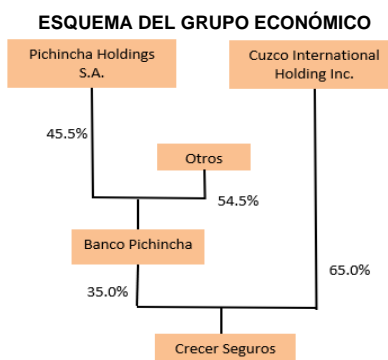 ESQUEMA DEL GRUPO ECONÓMICO
Pichincha Holdings
S.A.
Cuzco International
Holding Inc.
45.5%
Otros
54.5%
Banco Pichincha
65.0%
35.0%
Crecer Seguros